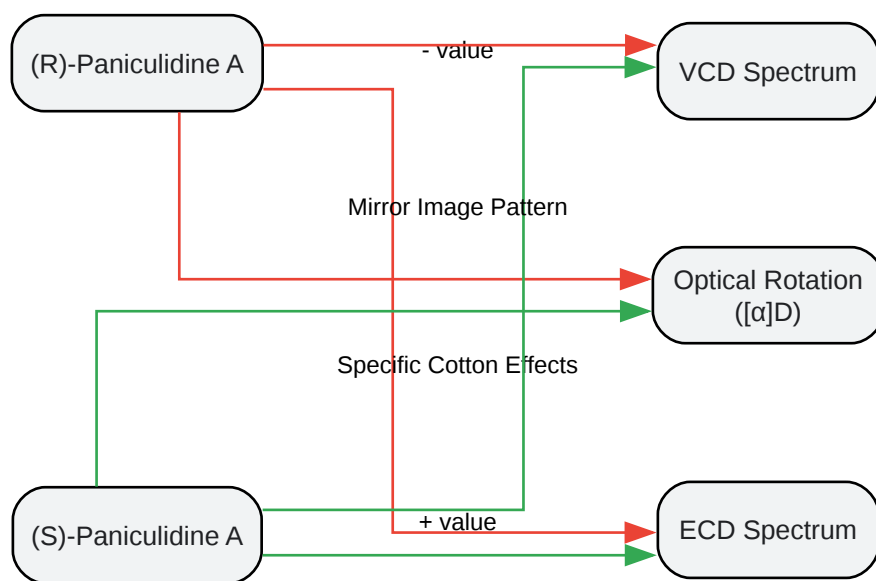 (R)-Paniculidine A
- value
VCD Spectrum
Mirror Image Pattern
Optical Rotation
([α]D)
Specific Cotton Effects
(S)-Paniculidine A
+ value
ECD Spectrum